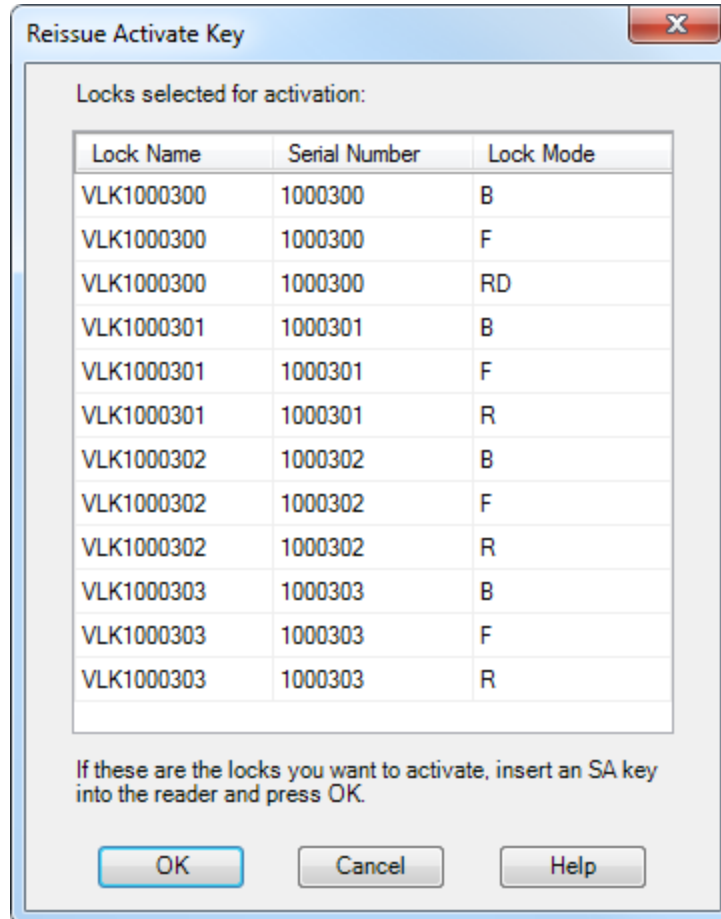 Reissue Activate Key
Locks selected for activation:
Lock Name Serial Number Lock Mode
VLK1000300 1000300 B
VLK1000300 1000300 F
VLK1000300 1000300 RD
VLK1000301 1000301 B
VLK1000301 1000301 F
VLK1000301 1000301 R
VLK1000302 1000302 B
VLK1000302 1000302 F
VLK1000302 1000302 R
VLK1000303 1000303 B
VLK1000303 1000303 F
VLK1000303 1000303 R
If these are the locks you want to activate, insert an SA key
into the reader and press OK.
OK Cancel Help